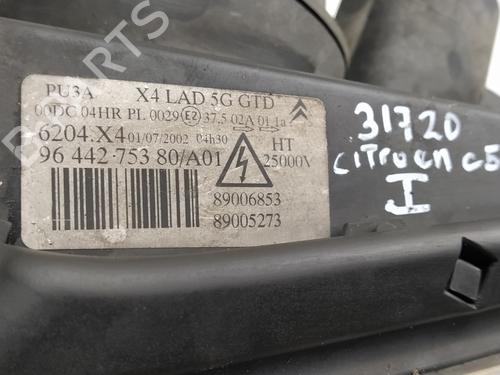 PU3A X4 LAD 5G GTD
00DC 04HR PL 0029 E2 37.5 02A 01 1a
6204.X4 01/07/2002 04h30 HT
96 442 753 80/A01 25000V
89006853
89005273
31720
CiTROEN C5
I
B-PARTS